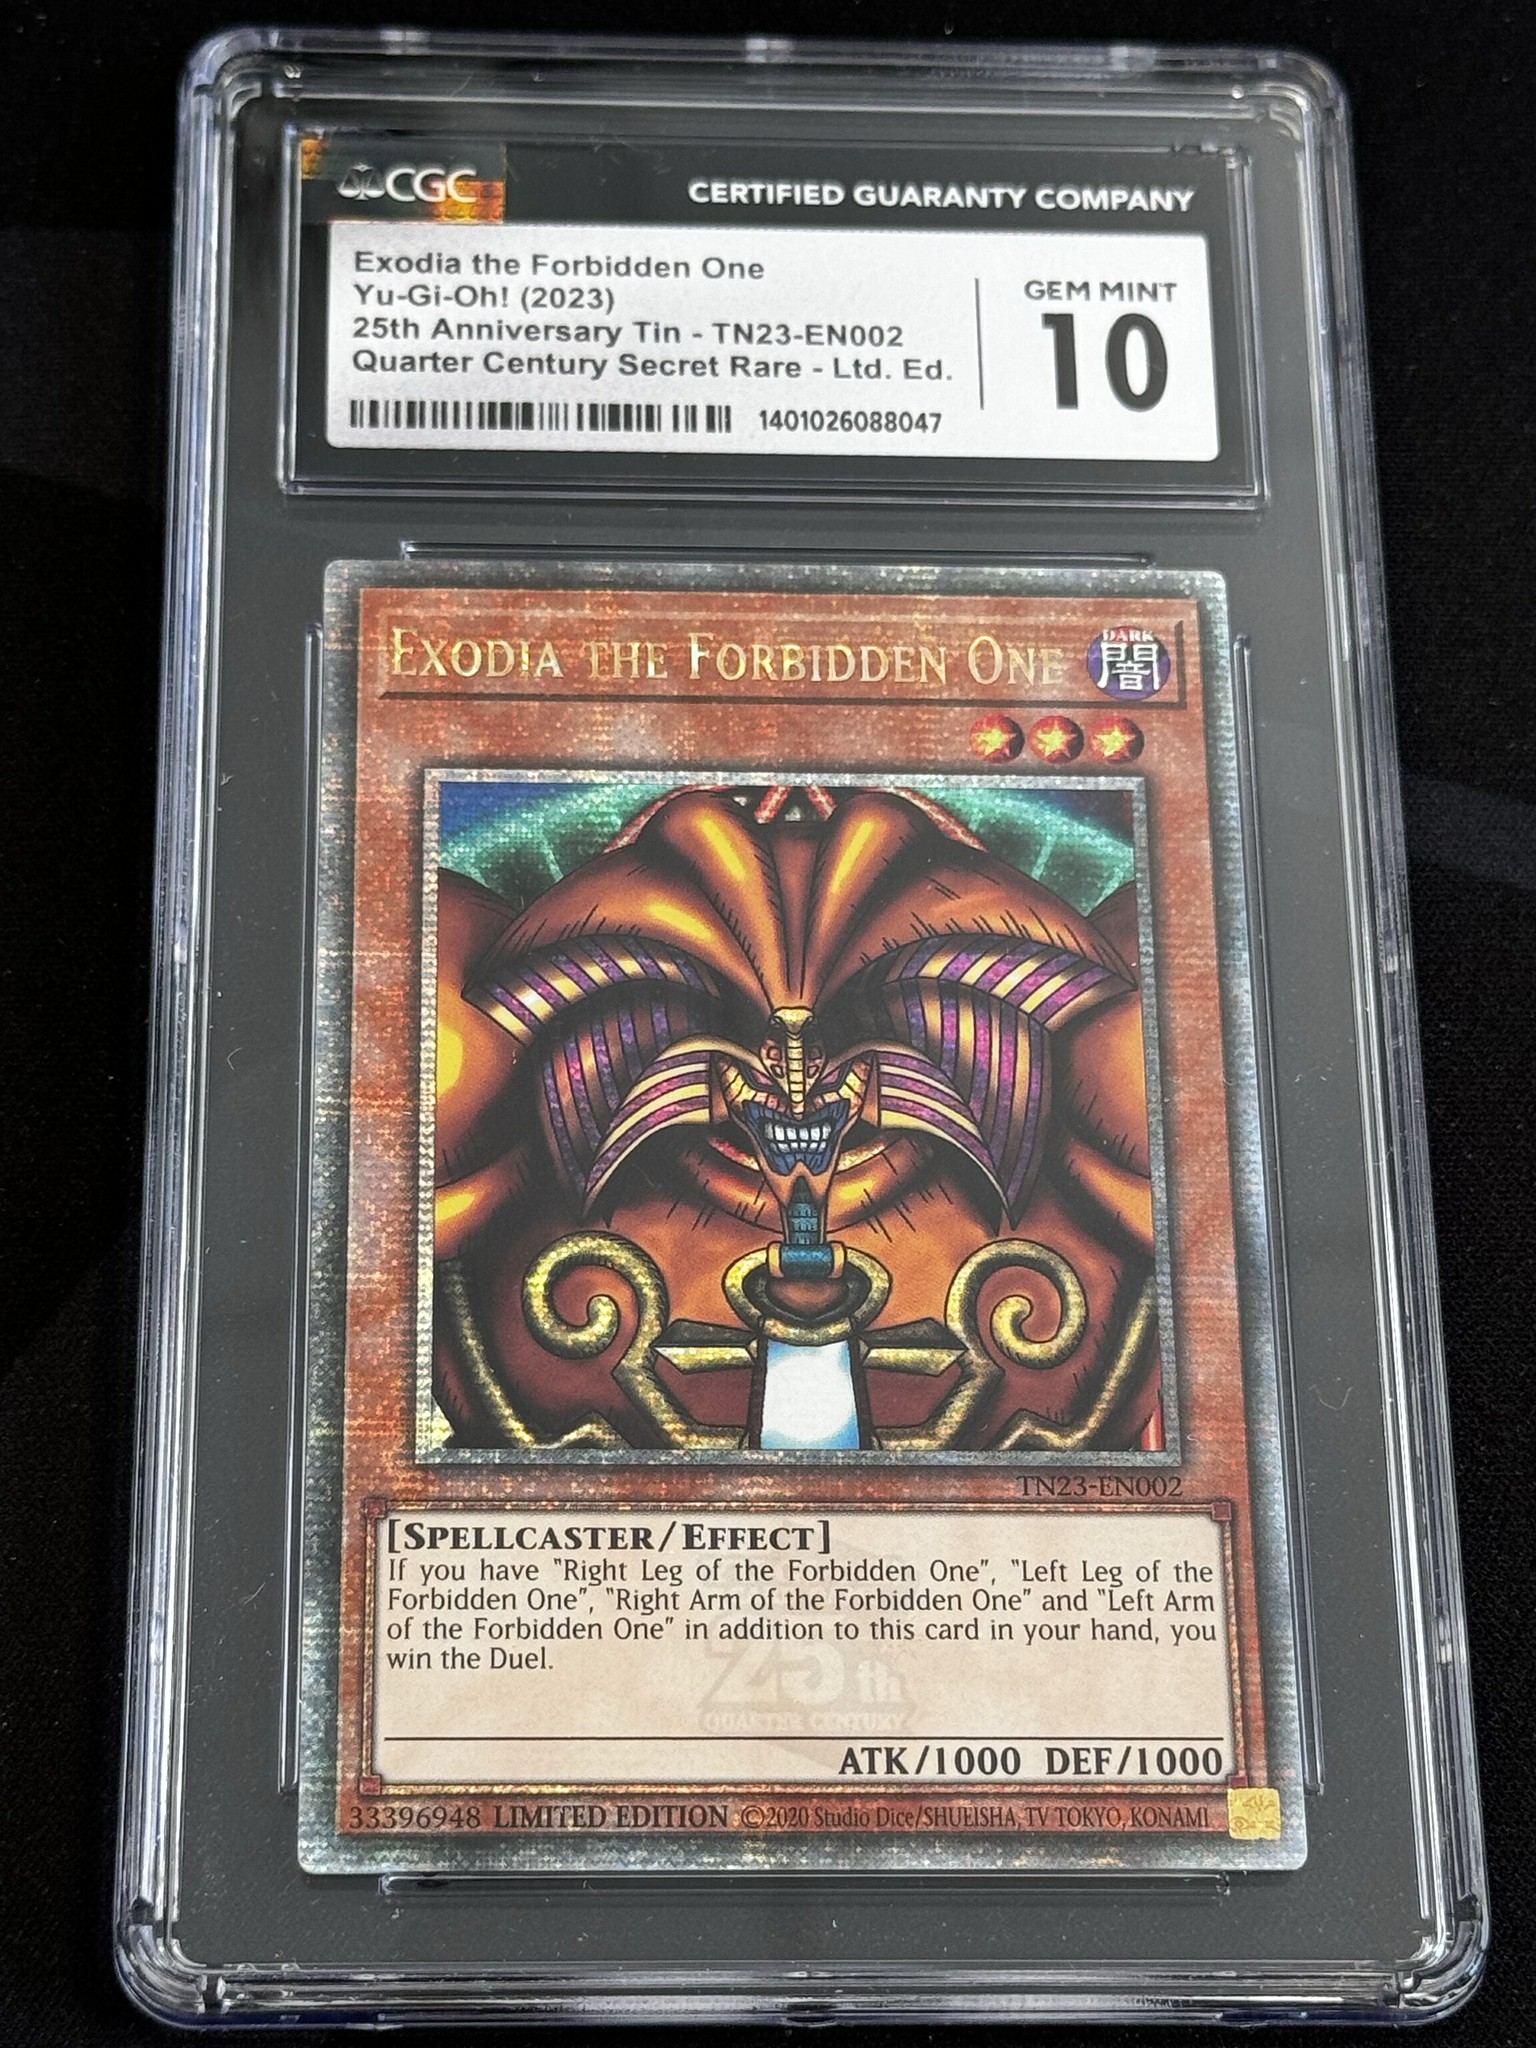 CGC
CERTIFIED GUARANTY COMPANY
Exodia the Forbidden One
Yu-Gi-Oh! (2023)
25th Anniversary Tin - TN23-EN002
Quarter Century Secret Rare - Ltd. Ed.
1401026088047
GEM MINT
10
EXODIA THE FORBIDDEN ONE
DARK
闇
TN23-EN002
[SPELLCASTER/EFFECT]
If you have "Right Leg of the Forbidden One", "Left Leg of the
Forbidden One", "Right Arm of the Forbidden One" and "Left Arm
of the Forbidden One" in addition to this card in your hand, you
win the Duel.
25th
QUARTER CENTURY
ATK/1000 DEF/1000
33396948 LIMITED EDITION ©2020 Studio Dice/SHUEISHA, TV TOKYO, KONAMI